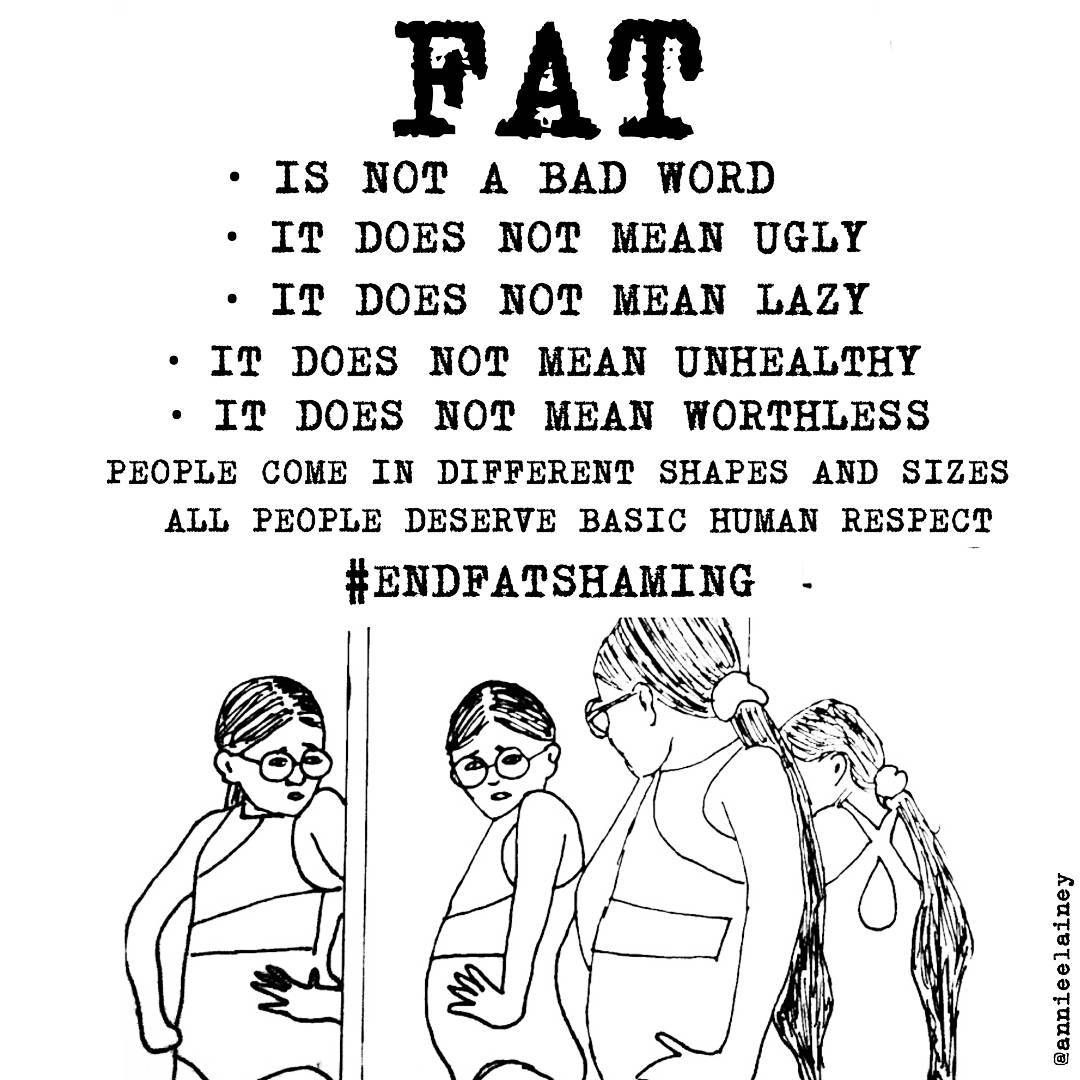 FAT
· IS NOT A BAD WORD
· IT DOES NOT MEAN UGLY
· IT DOES NOT MEAN LAZY
· IT DOES NOT MEAN UNHEALTHY
· IT DOES NOT MEAN WORTHLESS
PEOPLE COME IN DIFFERENT SHAPES AND SIZES
ALL PEOPLE DESERVE BASIC HUMAN RESPECT
#ENDFATSHAMING
@annieelainey